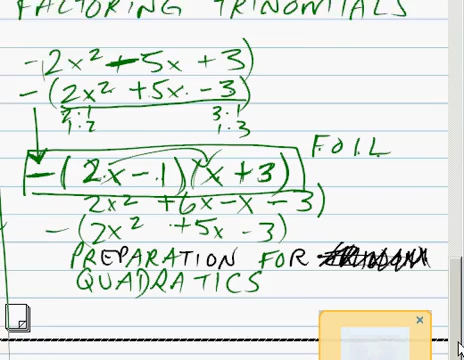 FACTORING TRINOMIALS
-2x² - 5x + 3)
-(2x² + 5x - 3)
2:1 3:1
1:2 1:3
-(2x - 1)(x + 3) F.O.I.L
2x² + 6x - x - 3)
-(2x² + 5x - 3)
PREPARATION FOR
QUADRATICS